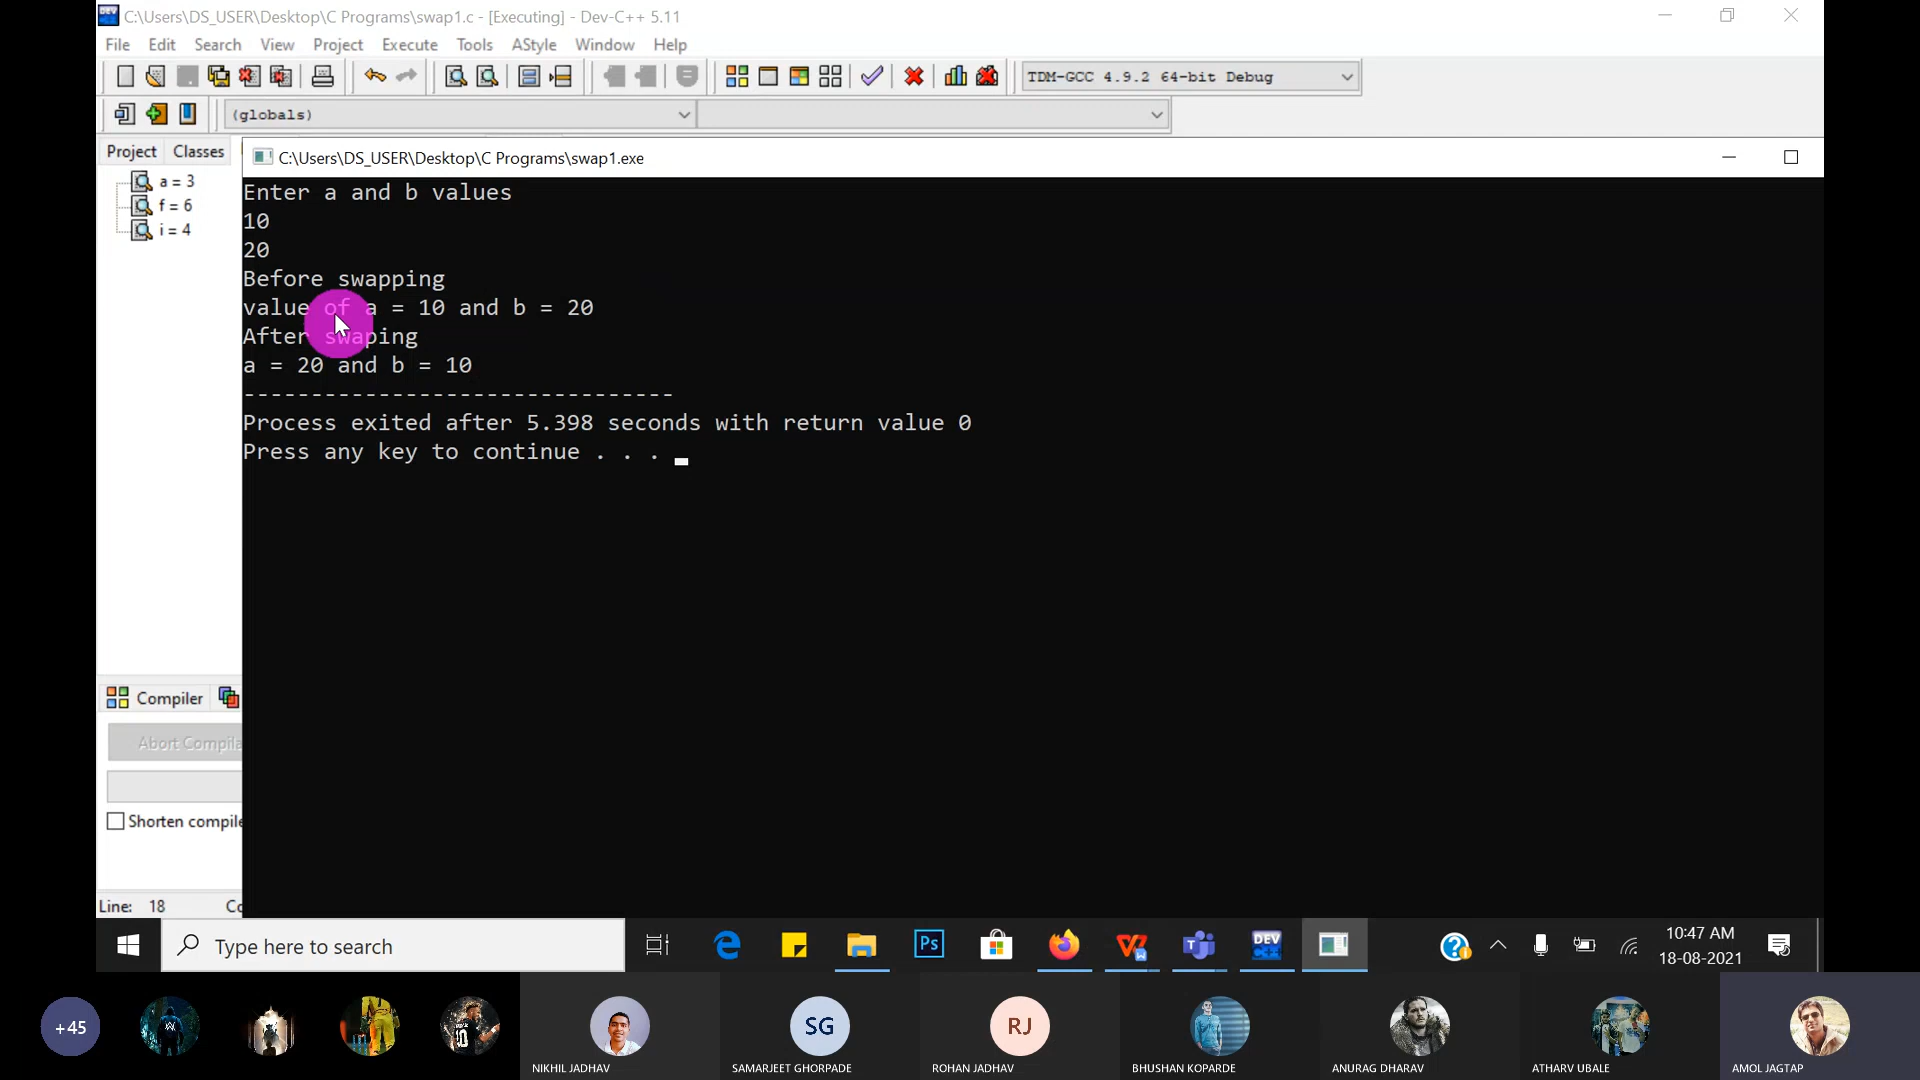 C:\Users\DS_USER\Desktop\C Programs\swap1.c - [Executing] - Dev-C++ 5.11
File Edit Search View Project Execute Tools AStyle Window Help
TDM-GCC 4.9.2 64-bit Debug
(globals)
Project Classes
a = 3
f = 6
i = 4
C:\Users\DS_USER\Desktop\C Programs\swap1.exe
Enter a and b values
10
20
Before swapping
value of a = 10 and b = 20
After swaping
a = 20 and b = 10
--------------------------------
Process exited after 5.398 seconds with return value 0
Press any key to continue . . .
Compiler
Abort Compila
Shorten compile
Line: 18 Co
Type here to search
Ps
DEV C++
10:47 AM
18-08-2021
+45
SG
RJ
NIKHIL JADHAV
SAMARJEET GHORPADE
ROHAN JADHAV
BHUSHAN KOPARDE
ANURAG DHARAV
ATHARV UBALE
AMOL JAGTAP